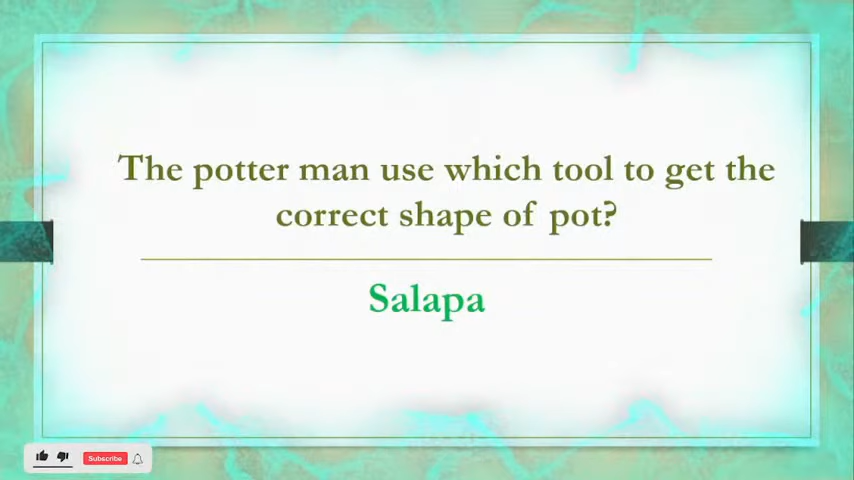 The potter man use which tool to get the
correct shape of pot?
Salapa
Subscribe